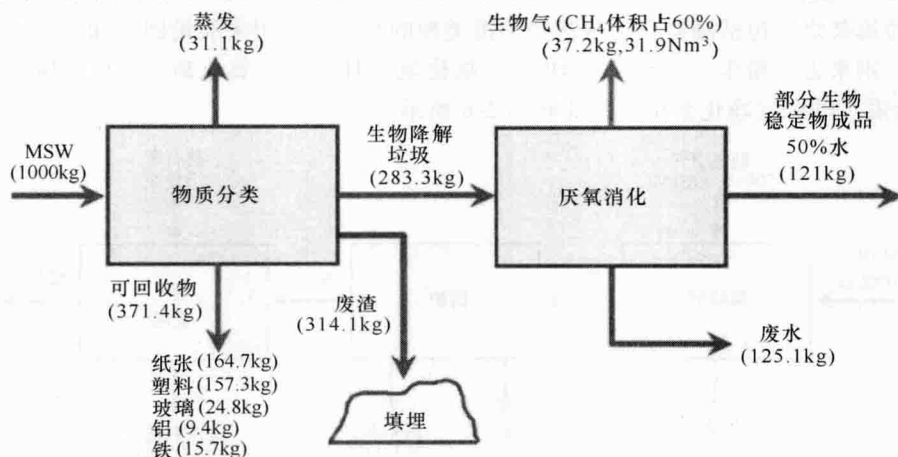 蒸发
(31.1kg)
生物气(CH₄体积占60%)
(37.2kg,31.9Nm³)
MSW
(1000kg)
物质分类
生物降解
垃圾
(283.3kg)
厌氧消化
部分生物
稳定物成品
50%水
(121kg)
可回收物
(371.4kg)
废渣
(314.1kg)
废水
(125.1kg)
纸张(164.7kg)
塑料(157.3kg)
玻璃(24.8kg)
铝(9.4kg)
铁(15.7kg)
填埋